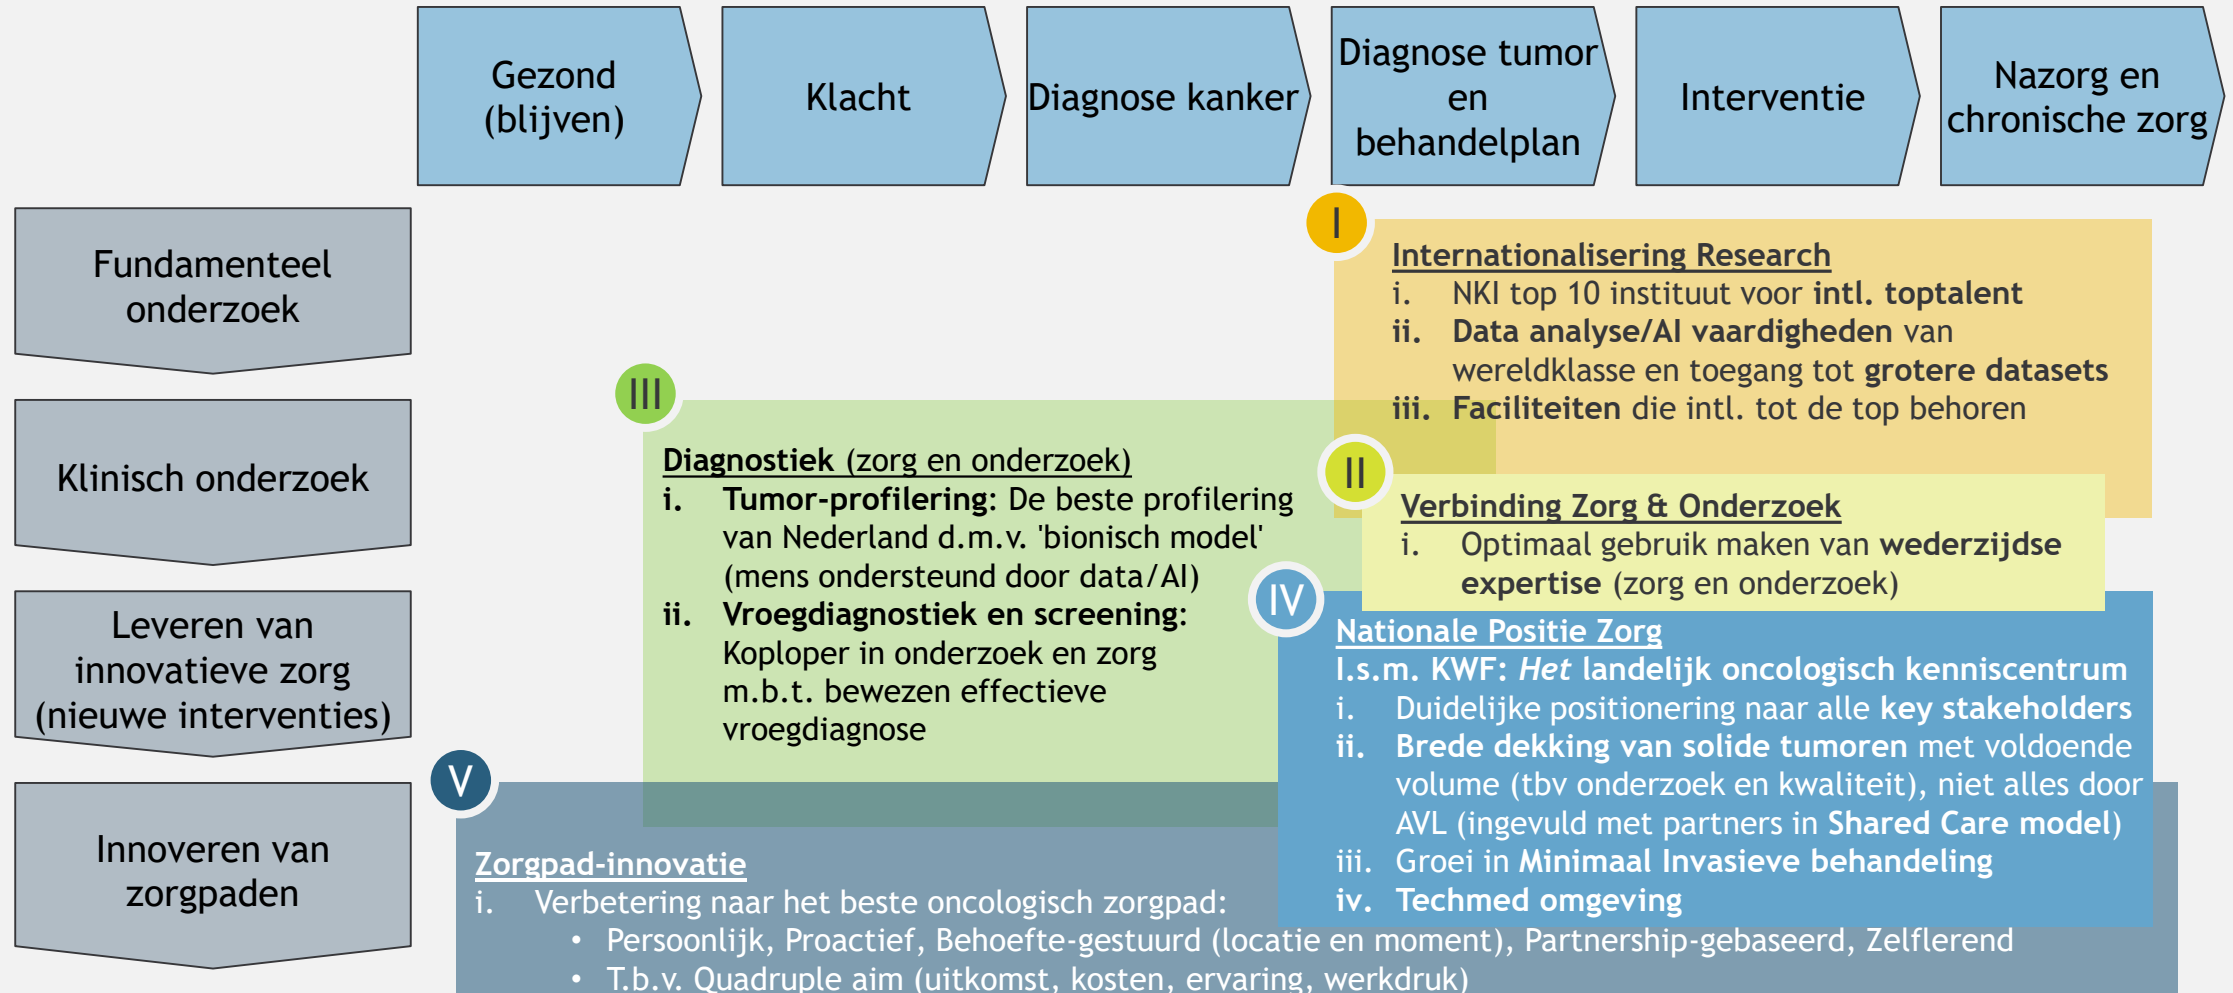 Gezond
(blijven)
Klacht
Diagnose kanker
Diagnose tumor
en
behandelplan
Interventie
Nazorg en
chronische zorg
Fundamenteel
onderzoek
Klinisch onderzoek
Leveren van
innovatieve zorg
(nieuwe interventies)
Innoveren van
zorgpaden
I
Internationalisering Research
i. NKI top 10 instituut voor intl. toptalent
ii. Data analyse/AI vaardigheden van
wereldklasse en toegang tot grotere datasets
iii. Faciliteiten die intl. tot de top behoren
II
Verbinding Zorg & Onderzoek
i. Optimaal gebruik maken van wederzijdse
expertise (zorg en onderzoek)
III
Diagnostiek (zorg en onderzoek)
i. Tumor-profilering: De beste profilering
van Nederland d.m.v. 'bionisch model'
(mens ondersteund door data/AI)
ii. Vroegdiagnostiek en screening:
Koploper in onderzoek en zorg
m.b.t. bewezen effectieve
vroegdiagnose
IV
Nationale Positie Zorg
I.s.m. KWF: Het landelijk oncologisch kenniscentrum
i. Duidelijke positionering naar alle key stakeholders
ii. Brede dekking van solide tumoren met voldoende
volume (tbv onderzoek en kwaliteit), niet alles door
AVL (ingevuld met partners in Shared Care model)
iii. Groei in Minimaal Invasieve behandeling
iv. Techmed omgeving
V
Zorgpad-innovatie
i. Verbetering naar het beste oncologisch zorgpad:
• Persoonlijk, Proactief, Behoefte-gestuurd (locatie en moment), Partnership-gebaseerd, Zelflerend
• T.b.v. Quadruple aim (uitkomst, kosten, ervaring, werkdruk)